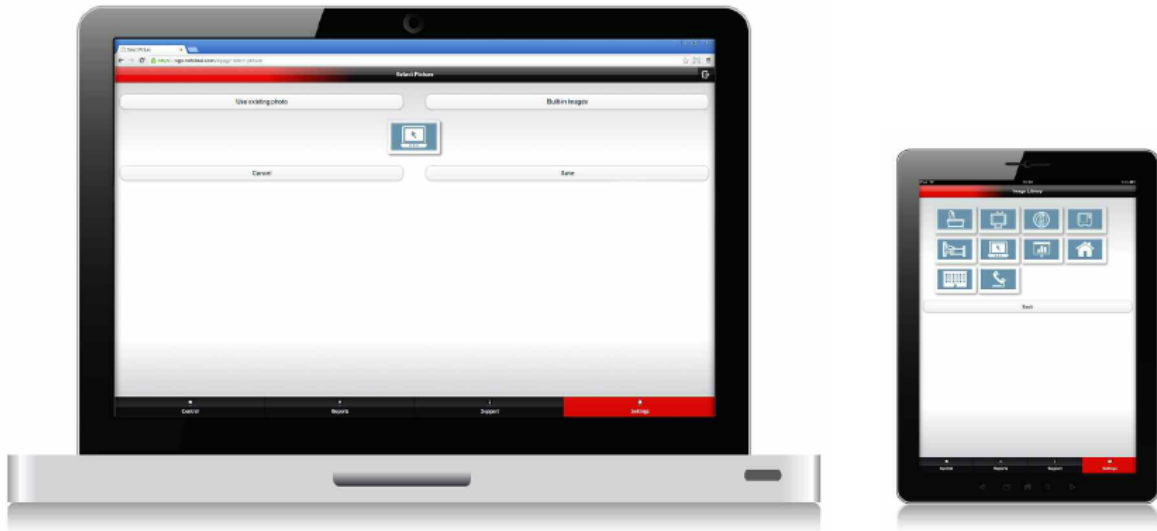 Select Picture
Use existing photo
Built-in Images
Cancel
Save
Control
Reports
Support
Settings
Image Library
Back
Control
Reports
Support
Settings